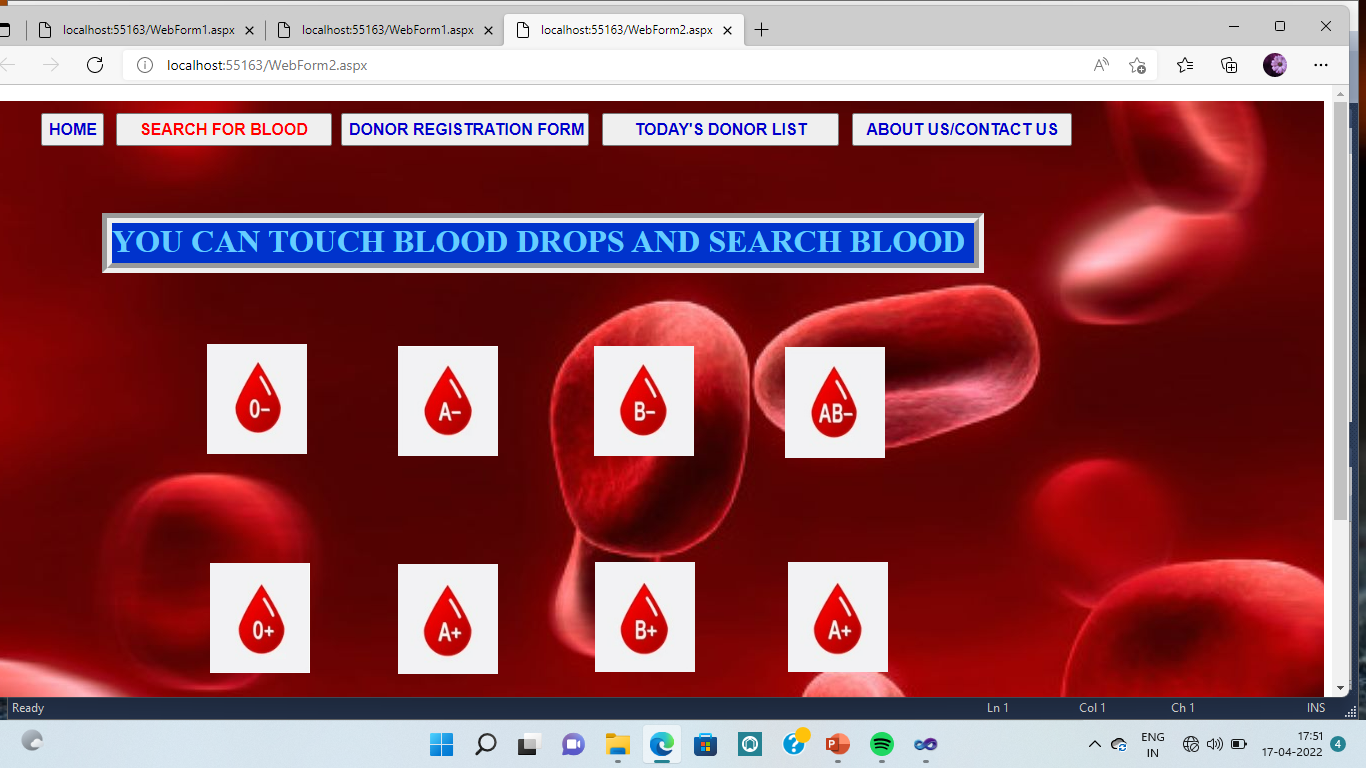 localhost:55163/WebForm1.aspx localhost:55163/WebForm1.aspx localhost:55163/WebForm2.aspx
localhost:55163/WebForm2.aspx
HOME SEARCH FOR BLOOD DONOR REGISTRATION FORM TODAY'S DONOR LIST ABOUT US/CONTACT US
YOU CAN TOUCH BLOOD DROPS AND SEARCH BLOOD
0− A− B− AB−
0+ A+ B+ A+
Ready Ln 1 Col 1 Ch 1 INS
ENG 17:51
IN 17-04-2022 4